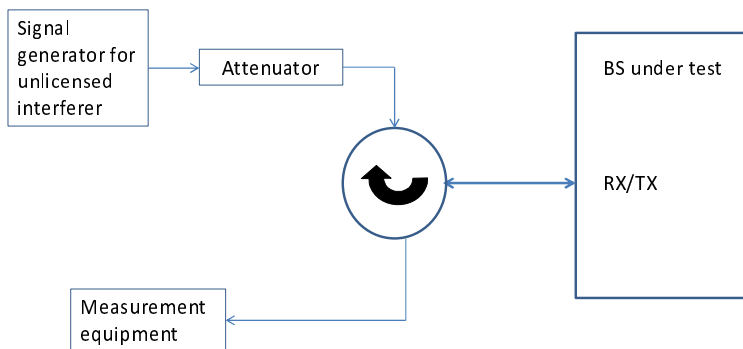 Signal
generator for
unlicensed
interferer
Attenuator
BS under test
RX/TX
Measurement
equipment